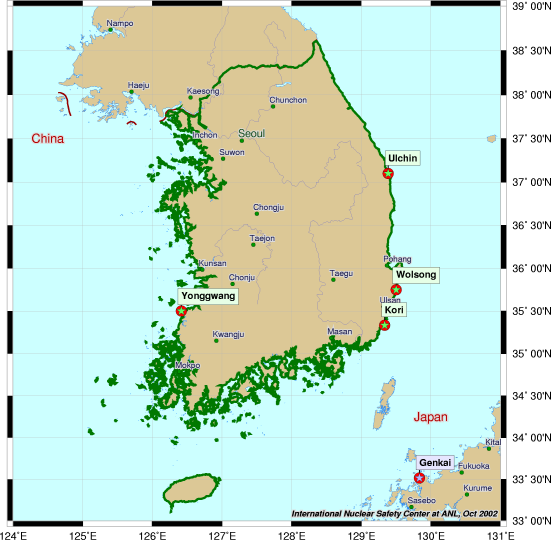 39° 00'N
Nampo
38° 30'N
Haeju
Kaesong
38° 00'N
Chunchon
China
Inchon
Seoul
37° 30'N
Suwon
Ulchin
37° 00'N
Chongju
Taejon
36° 30'N
Kunsan
Chonju
Taegu
Pohang
36° 00'N
Wolsong
Yonggwang
Ulsan
Kori
35° 30'N
Kwangju
Masan
35° 00'N
Mokpo
34° 30'N
Japan
34° 00'N
Kital
Genkai
Fukuoka
33° 30'N
Sasebo
Kurume
International Nuclear Safety Center at ANL, Oct 2002
33° 00'N
124°E
125°E
126°E
127°E
128°E
129°E
130°E
131°E